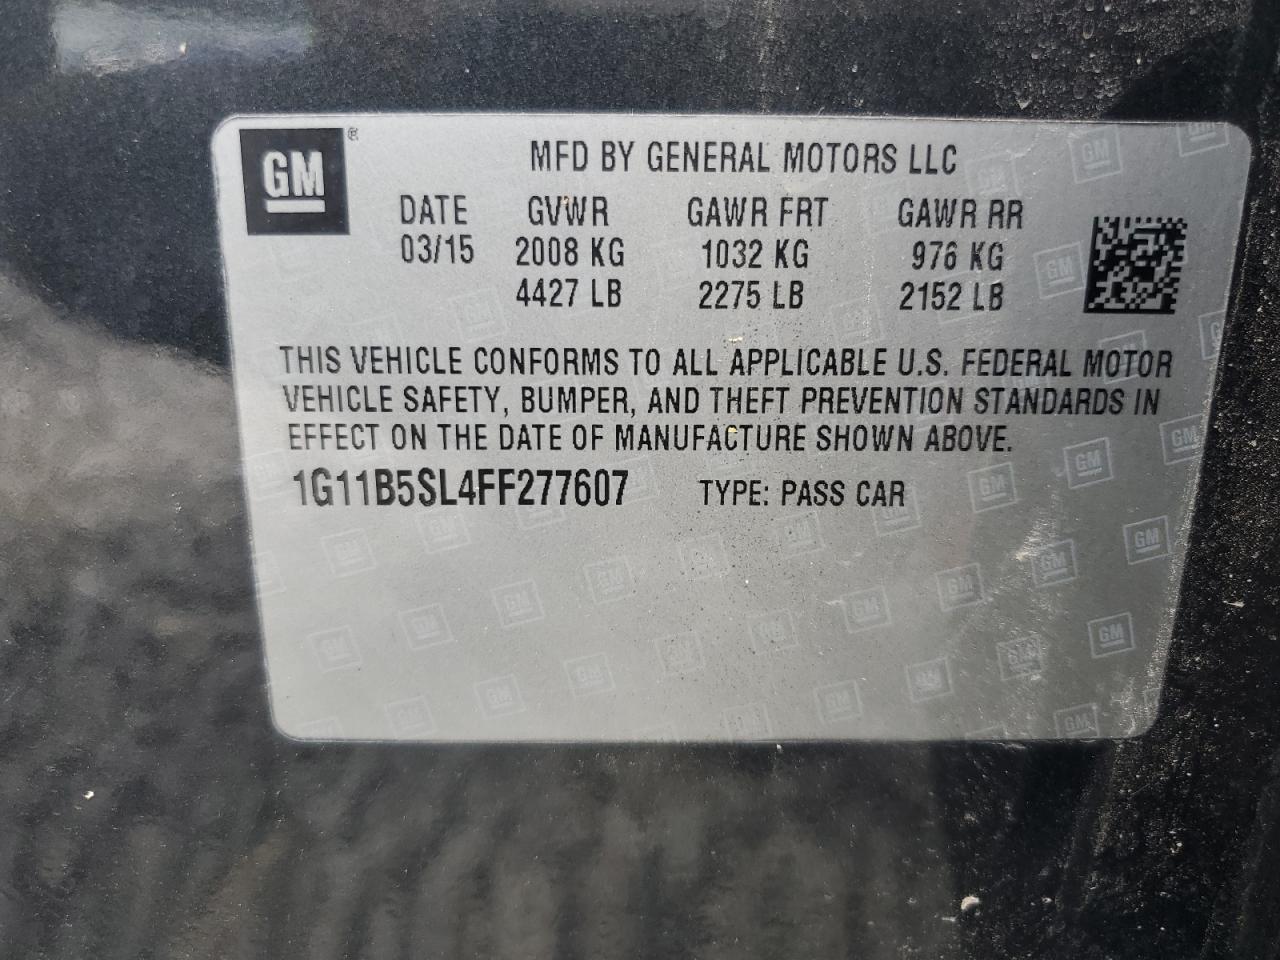 GM®
MFD BY GENERAL MOTORS LLC
DATE GVWR GAWR FRT GAWR RR
03/15 2008 KG 1032 KG 976 KG
4427 LB 2275 LB 2152 LB
THIS VEHICLE CONFORMS TO ALL APPLICABLE U.S. FEDERAL MOTOR
VEHICLE SAFETY, BUMPER, AND THEFT PREVENTION STANDARDS IN
EFFECT ON THE DATE OF MANUFACTURE SHOWN ABOVE.
1G11B5SL4FF277607 TYPE: PASS CAR